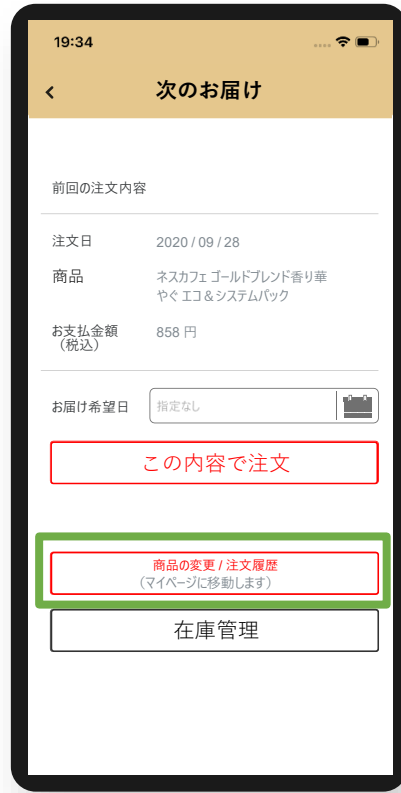 19:34
次のお届け
前回の注文内容
注文日 2020 / 09 / 28
商品 ネスカフェ ゴールドブレンド香り華
やぐ エコ & システムパック
お支払金額 858 円
(税込)
お届け希望日 指定なし
この内容で注文
商品の変更 / 注文履歴
(マイページに移動します)
在庫管理